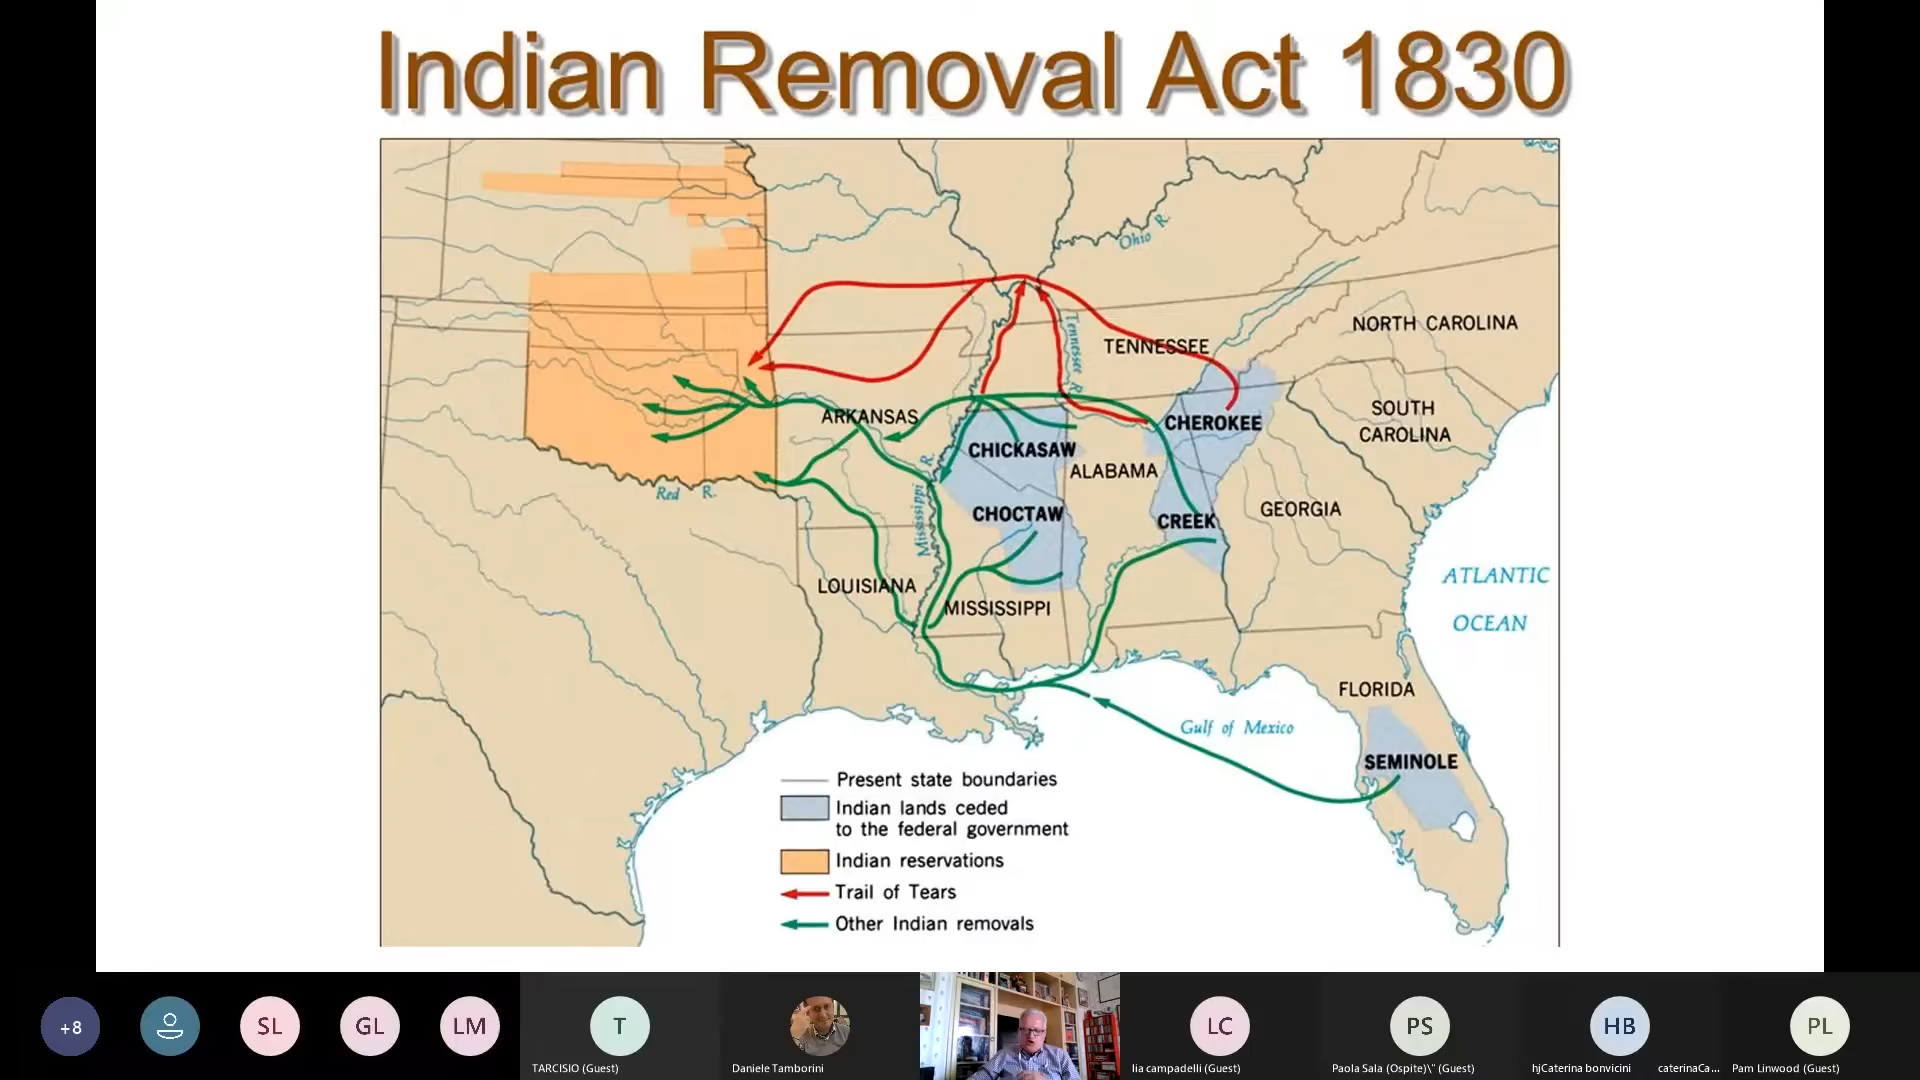 Indian Removal Act 1830
Ohio R.
NORTH CAROLINA
Tennessee R.
TENNESSEE
SOUTH
CAROLINA
ARKANSAS
CHEROKEE
CHICKASAW
ALABAMA
Red R.
Mississippi R.
CHOCTAW
CREEK
GEORGIA
LOUISIANA
MISSISSIPPI
ATLANTIC
OCEAN
FLORIDA
Gulf of Mexico
SEMINOLE
Present state boundaries
Indian lands ceded
to the federal government
Indian reservations
Trail of Tears
Other Indian removals
+8
SL
GL
LM
T
LC
PS
HB
PL
TARCISIO (Guest)
Daniele Tamborini
lia campadelli (Guest)
Paola Sala (Ospite)\" (Guest)
hjCaterina bonvicini
caterinaCa...
Pam Linwood (Guest)